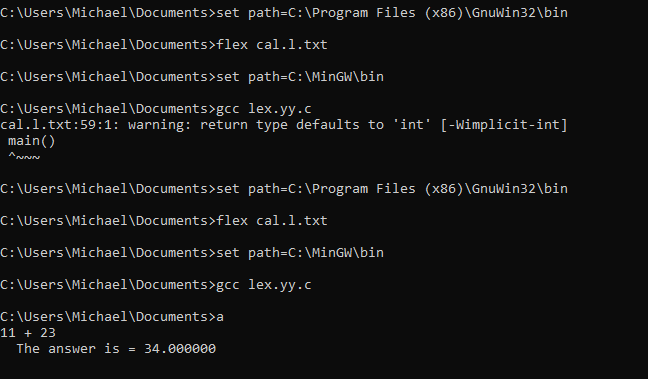 C:\Users\Michael\Documents>set path=C:\Program Files (x86)\GnuWin32\bin
C:\Users\Michael\Documents>flex cal.l.txt
C:\Users\Michael\Documents>set path=C:\MinGW\bin
C:\Users\Michael\Documents>gcc lex.yy.c
cal.l.txt:59:1: warning: return type defaults to 'int' [-Wimplicit-int]
 main()
 ^~~~
C:\Users\Michael\Documents>set path=C:\Program Files (x86)\GnuWin32\bin
C:\Users\Michael\Documents>flex cal.l.txt
C:\Users\Michael\Documents>set path=C:\MinGW\bin
C:\Users\Michael\Documents>gcc lex.yy.c
C:\Users\Michael\Documents>a
11 + 23
  The answer is = 34.000000